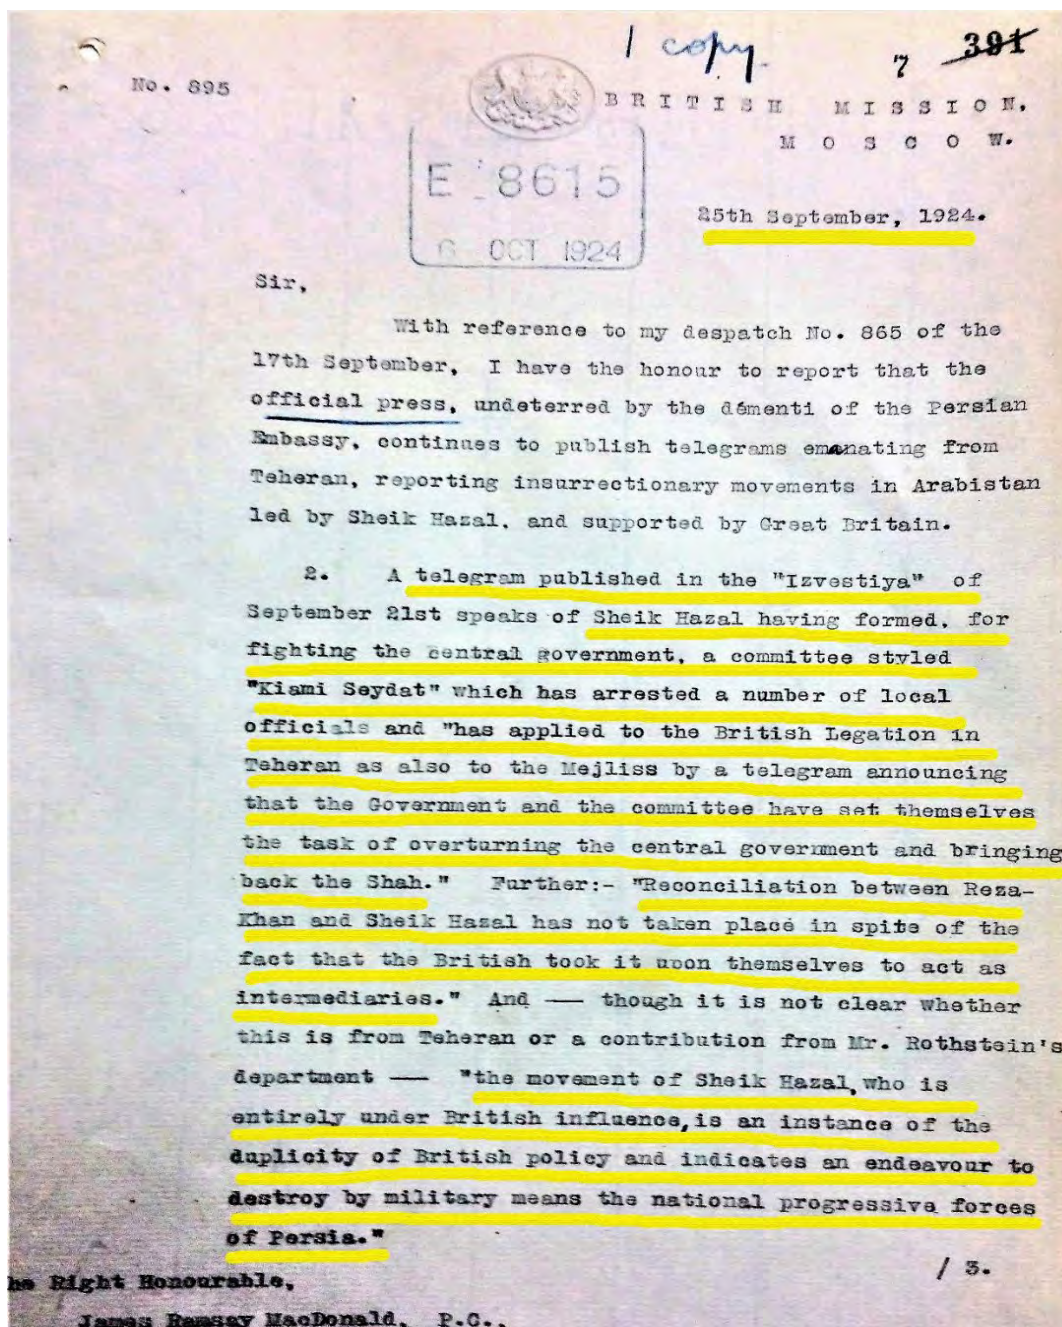 1 copy.
7 391
No. 895
BRITISH MISSION,
MOSCOW.
E 8615
6 OCT 1924
25th September, 1924.
Sir,
With reference to my despatch No. 865 of the
17th September, I have the honour to report that the
official press, undeterred by the démenti of the Persian
Embassy, continues to publish telegrams emanating from
Teheran, reporting insurrectionary movements in Arabistan
led by Sheik Hazal, and supported by Great Britain.
2. A telegram published in the "Izvestiya" of
September 21st speaks of Sheik Hazal having formed, for
fighting the central government, a committee styled
"Kiami Seydat" which has arrested a number of local
officials and "has applied to the British Legation in
Teheran as also to the Mejliss by a telegram announcing
that the Government and the committee have set themselves
the task of overturning the central government and bringing
back the Shah." Further:- "Reconciliation between Reza-
Khan and Sheik Hazal has not taken place in spite of the
fact that the British took it upon themselves to act as
intermediaries." And — though it is not clear whether
this is from Teheran or a contribution from Mr. Rothstein's
department — "the movement of Sheik Hazal, who is
entirely under British influence, is an instance of the
duplicity of British policy and indicates an endeavour to
destroy by military means the national progressive forces
of Persia."
/ 3.
he Right Honourable,
James Ramsay MacDonald, P.C.,